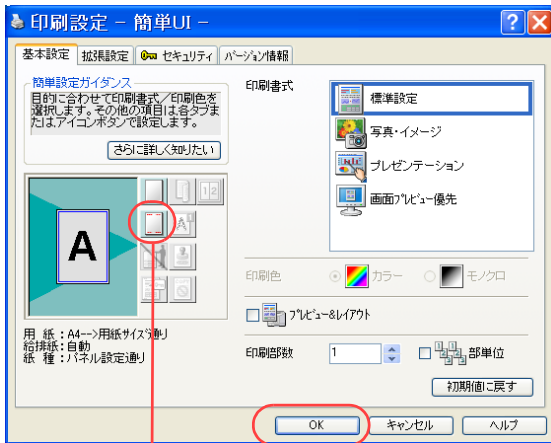 印刷設定 - 簡単UI -
基本設定 拡張設定 セキュリティ バージョン情報
簡単設定ガイダンス
目的に合わせて印刷書式/印刷色を
選択します。その他の項目は各タブま
たはアイコンボタンで設定します。
さらに詳しく知りたい
A
1 2
A
用 紙 : A4-->用紙サイズ通り
給排紙 : 自動
紙 種 : パネル設定通り
印刷書式
標準設定
写真・イメージ
プレゼンテーション
画面プレビュー優先
印刷色 カラー モノクロ
プレビュー&レイアウト
印刷部数 1 部単位
初期値に戻す
OK キャンセル ヘルプ